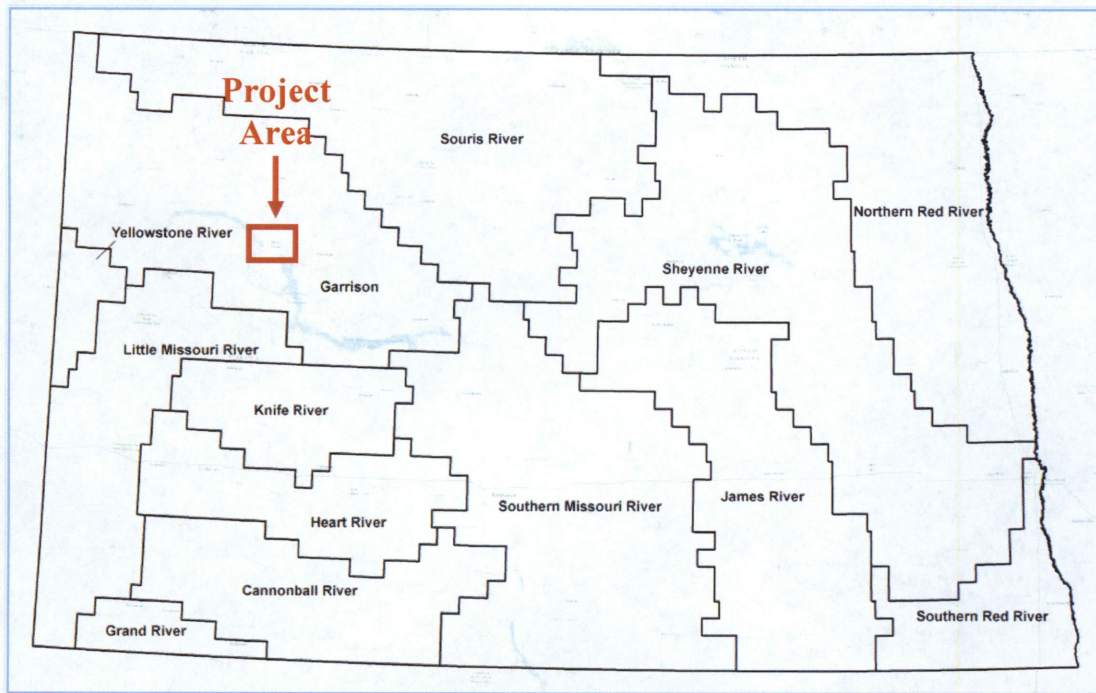 Project
Area
Souris River
Northern Red River
Yellowstone River
Sheyenne River
Garrison
Little Missouri River
Knife River
Southern Missouri River
James River
Heart River
Cannonball River
Southern Red River
Grand River